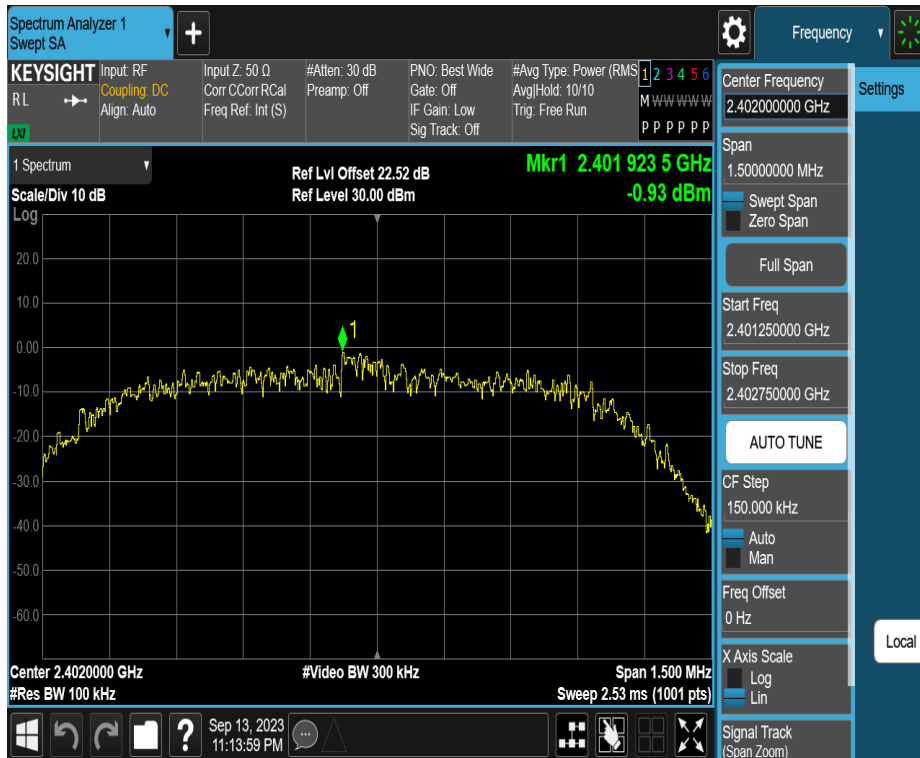 Spectrum Analyzer 1
Swept SA
+
Frequency
KEYSIGHT
R L
LXI
Input: RF
Coupling: DC
Align: Auto
Input Z: 50 Ω
Corr CCorr RCal
Freq Ref: Int (S)
#Atten: 30 dB
Preamp: Off
PNO: Best Wide
Gate: Off
IF Gain: Low
Sig Track: Off
#Avg Type: Power (RMS
Avg|Hold: 10/10
Trig: Free Run
1 2 3 4 5 6
M W W W W W
P P P P P P
1 Spectrum
Scale/Div 10 dB
Log
Ref Lvl Offset 22.52 dB
Ref Level 30.00 dBm
Mkr1 2.401 923 5 GHz
-0.93 dBm
1
20.0
10.0
0.00
-10.0
-20.0
-30.0
-40.0
-50.0
-60.0
Center 2.4020000 GHz
#Res BW 100 kHz
#Video BW 300 kHz
Span 1.500 MHz
Sweep 2.53 ms (1001 pts)
Sep 13, 2023
11:13:59 PM
?
Center Frequency
2.402000000 GHz
Span
1.50000000 MHz
Swept Span
Zero Span
Full Span
Start Freq
2.401250000 GHz
Stop Freq
2.402750000 GHz
AUTO TUNE
CF Step
150.000 kHz
Auto
Man
Freq Offset
0 Hz
X Axis Scale
Log
Lin
Signal Track
(Span Zoom)
Settings
Local